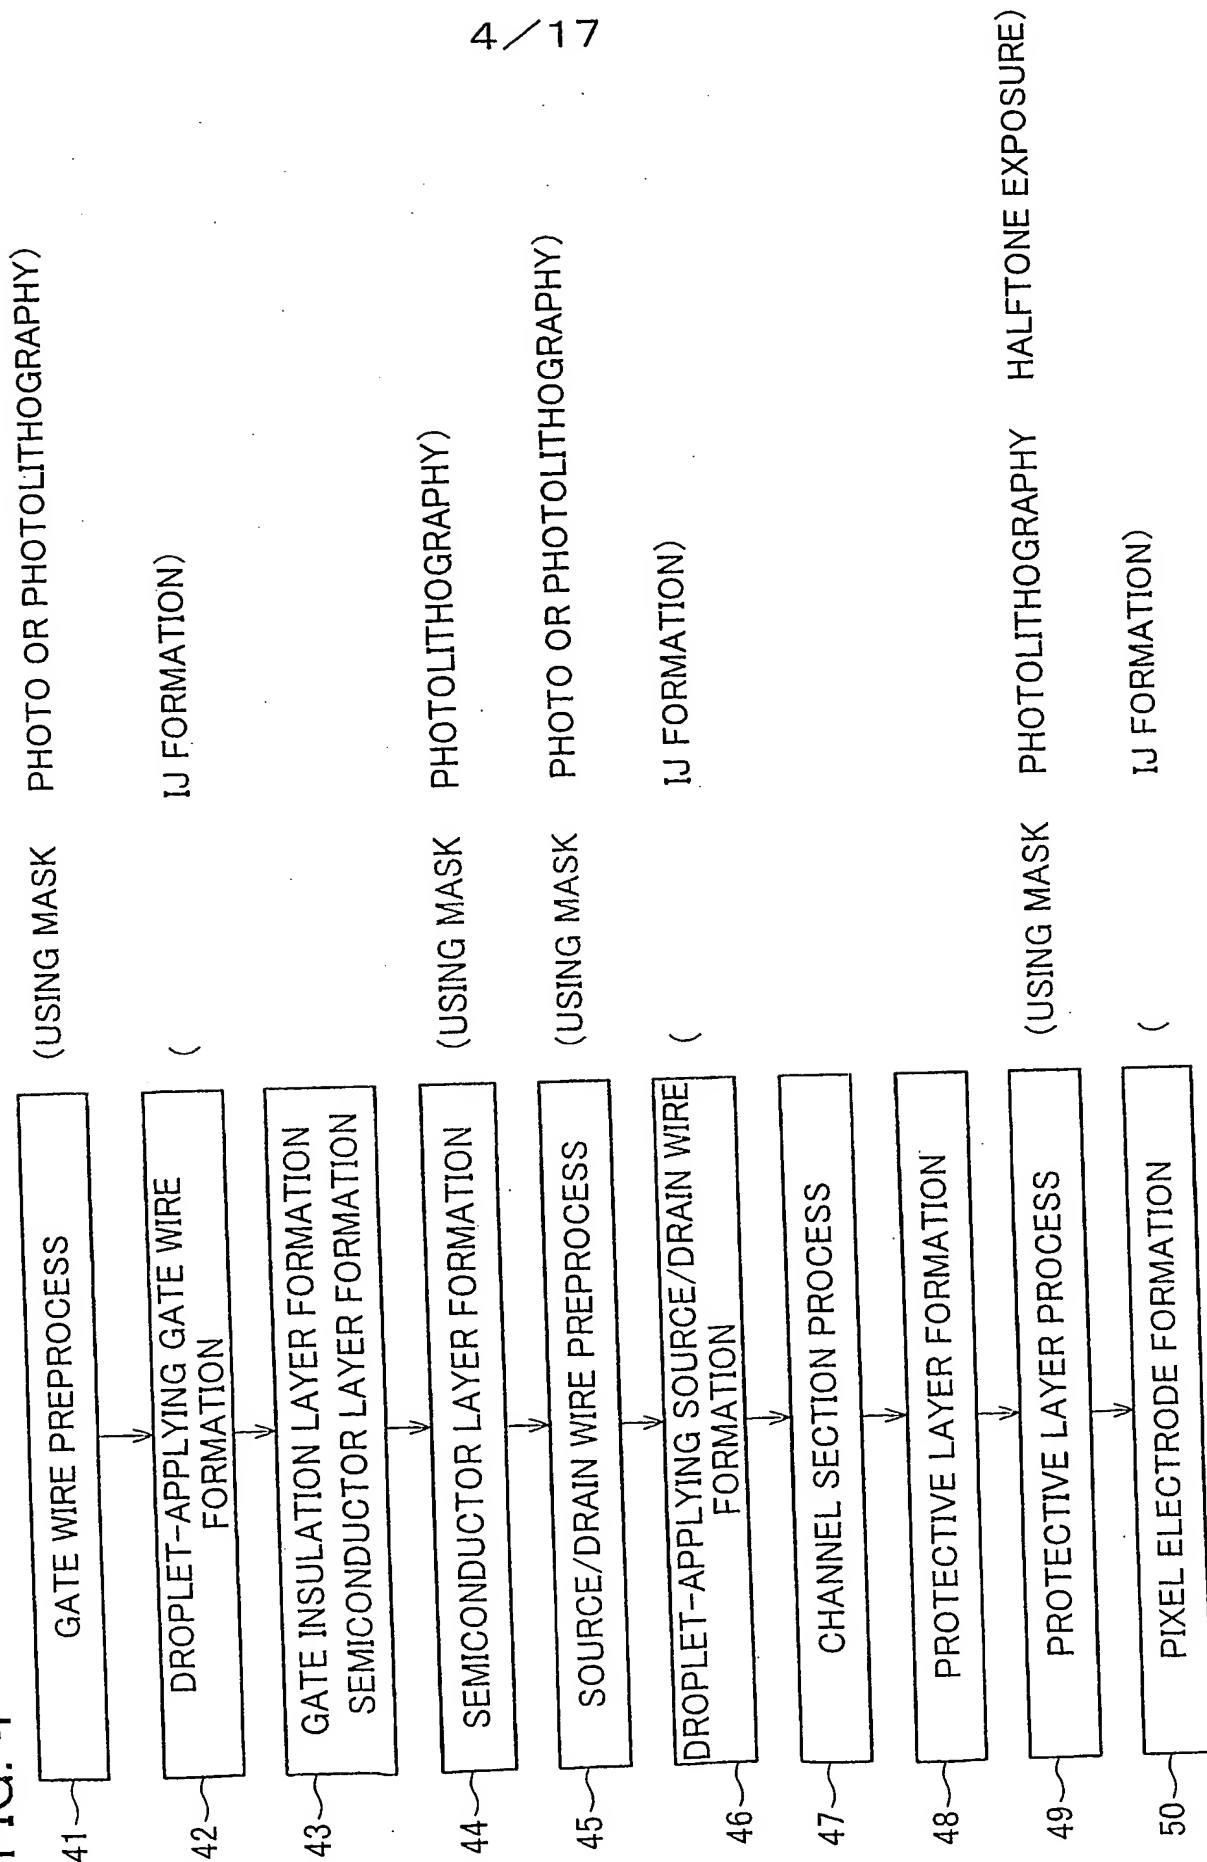 4/17
FIG. 4
41 GATE WIRE PREPROCESS (USING MASK PHOTO OR PHOTOLITHOGRAPHY)
42 DROPLET-APPLYING GATE WIRE
FORMATION ( IJ FORMATION)
43 GATE INSULATION LAYER FORMATION
SEMICONDUCTOR LAYER FORMATION
44 SEMICONDUCTOR LAYER FORMATION (USING MASK PHOTOLITHOGRAPHY)
45 SOURCE/DRAIN WIRE PREPROCESS (USING MASK PHOTO OR PHOTOLITHOGRAPHY)
46 DROPLET-APPLYING SOURCE/DRAIN WIRE
FORMATION ( IJ FORMATION)
47 CHANNEL SECTION PROCESS
48 PROTECTIVE LAYER FORMATION
49 PROTECTIVE LAYER PROCESS (USING MASK PHOTOLITHOGRAPHY HALFTONE EXPOSURE)
50 PIXEL ELECTRODE FORMATION ( IJ FORMATION)